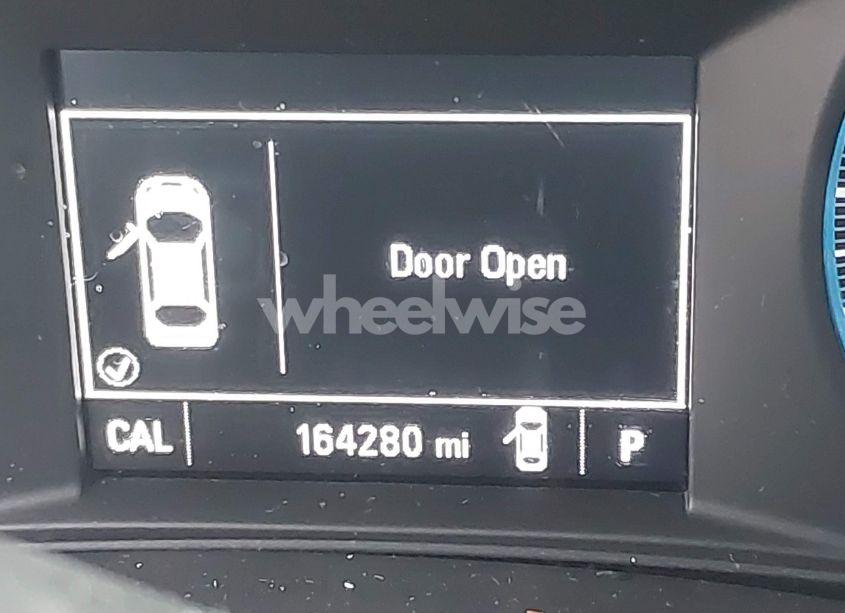 Door Open
wheelwise
CAL 164280 mi P